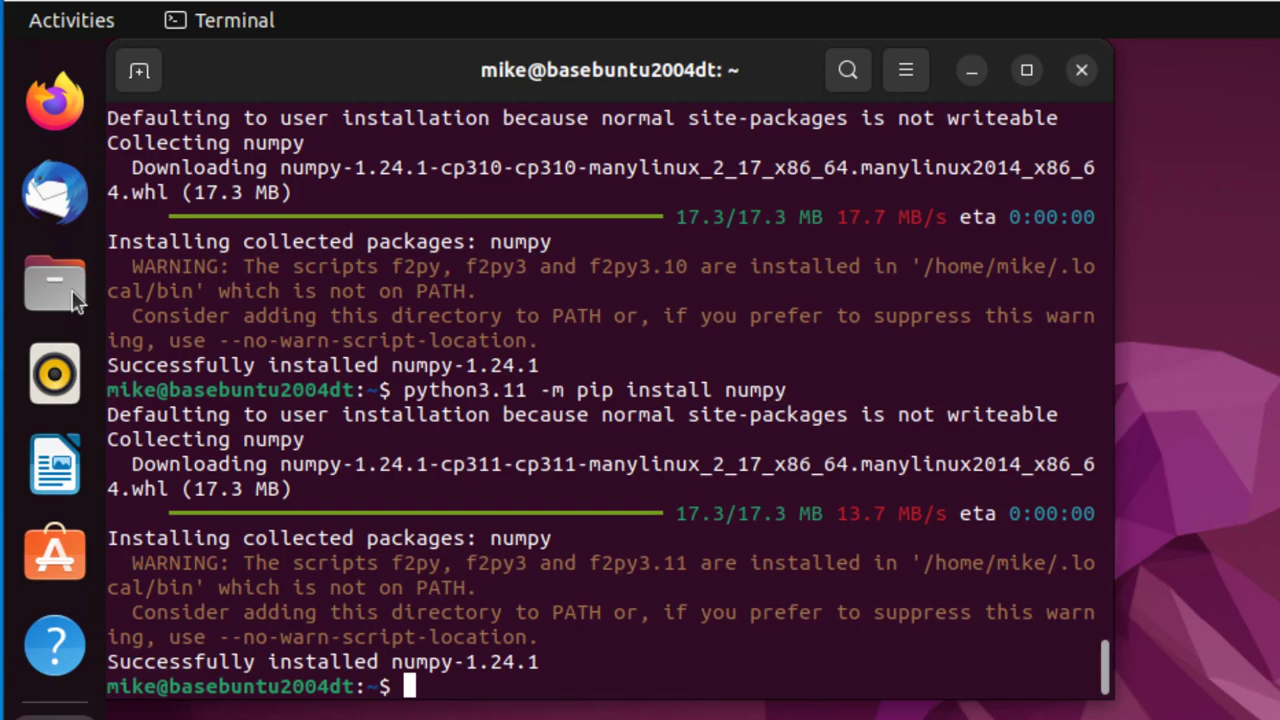 Activities
Terminal
mike@basebuntu2004dt: ~
Defaulting to user installation because normal site-packages is not writeable
Collecting numpy
  Downloading numpy-1.24.1-cp310-cp310-manylinux_2_17_x86_64.manylinux2014_x86_6
4.whl (17.3 MB)
17.3/17.3 MB 17.7 MB/s eta 0:00:00
Installing collected packages: numpy
  WARNING: The scripts f2py, f2py3 and f2py3.10 are installed in '/home/mike/.lo
cal/bin' which is not on PATH.
  Consider adding this directory to PATH or, if you prefer to suppress this warn
ing, use --no-warn-script-location.
Successfully installed numpy-1.24.1
mike@basebuntu2004dt:~$ python3.11 -m pip install numpy
Defaulting to user installation because normal site-packages is not writeable
Collecting numpy
  Downloading numpy-1.24.1-cp311-cp311-manylinux_2_17_x86_64.manylinux2014_x86_6
4.whl (17.3 MB)
17.3/17.3 MB 13.7 MB/s eta 0:00:00
Installing collected packages: numpy
  WARNING: The scripts f2py, f2py3 and f2py3.11 are installed in '/home/mike/.lo
cal/bin' which is not on PATH.
  Consider adding this directory to PATH or, if you prefer to suppress this warn
ing, use --no-warn-script-location.
Successfully installed numpy-1.24.1
mike@basebuntu2004dt:~$